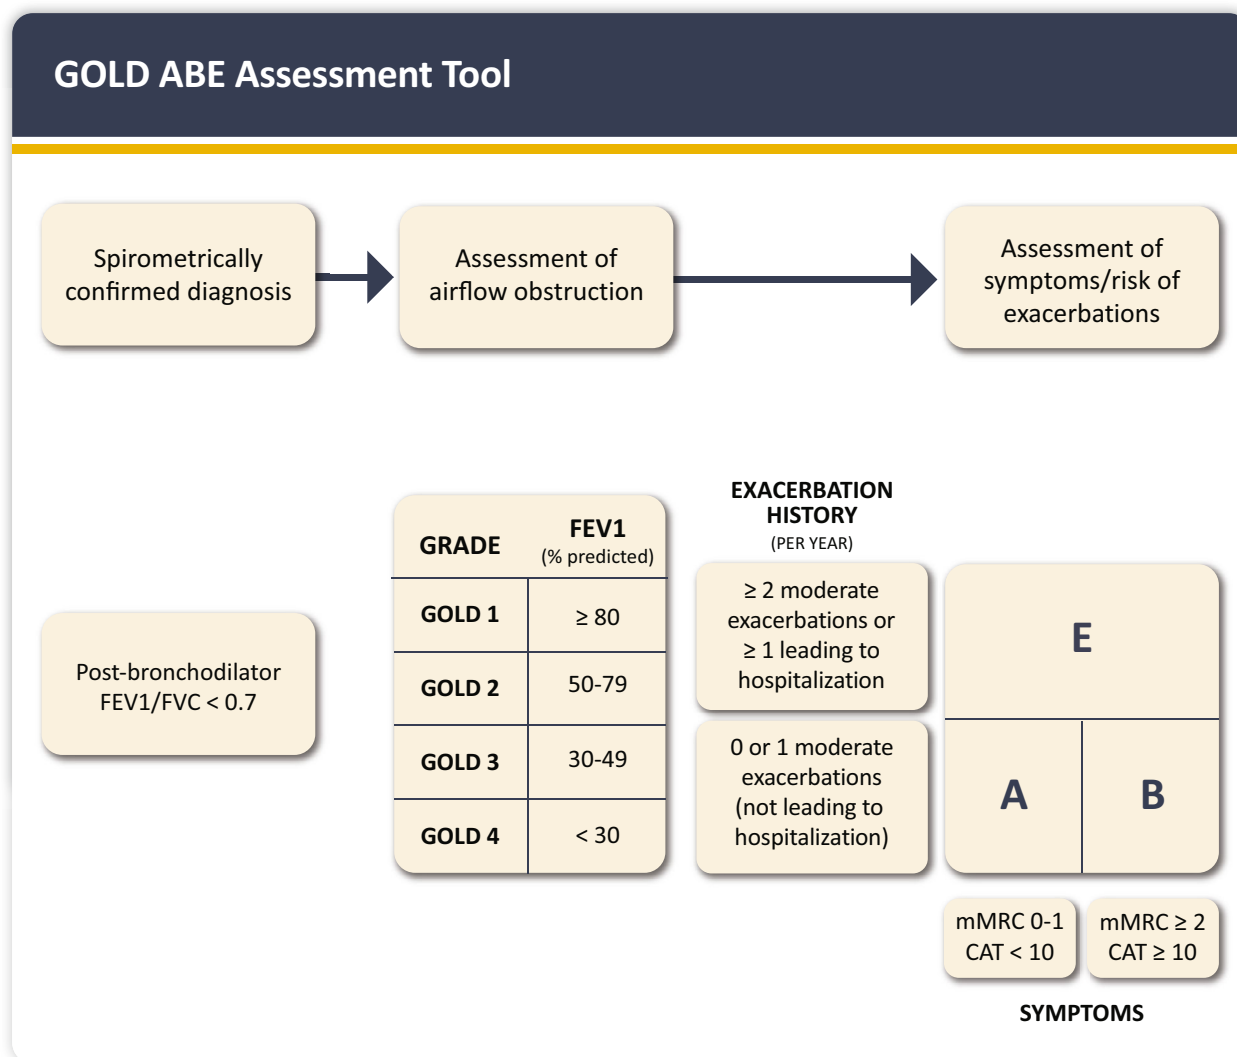 GOLD ABE Assessment Tool
Spirometrically
confirmed diagnosis
Assessment of
airflow obstruction
Assessment of
symptoms/risk of
exacerbations
Post-bronchodilator
FEV1/FVC < 0.7
GRADE
FEV1
(% predicted)
GOLD 1
≥ 80
GOLD 2
50-79
GOLD 3
30-49
GOLD 4
< 30
EXACERBATION
HISTORY
(PER YEAR)
≥ 2 moderate
exacerbations or
≥ 1 leading to
hospitalization
0 or 1 moderate
exacerbations
(not leading to
hospitalization)
E
A
B
mMRC 0-1
CAT < 10
mMRC ≥ 2
CAT ≥ 10
SYMPTOMS